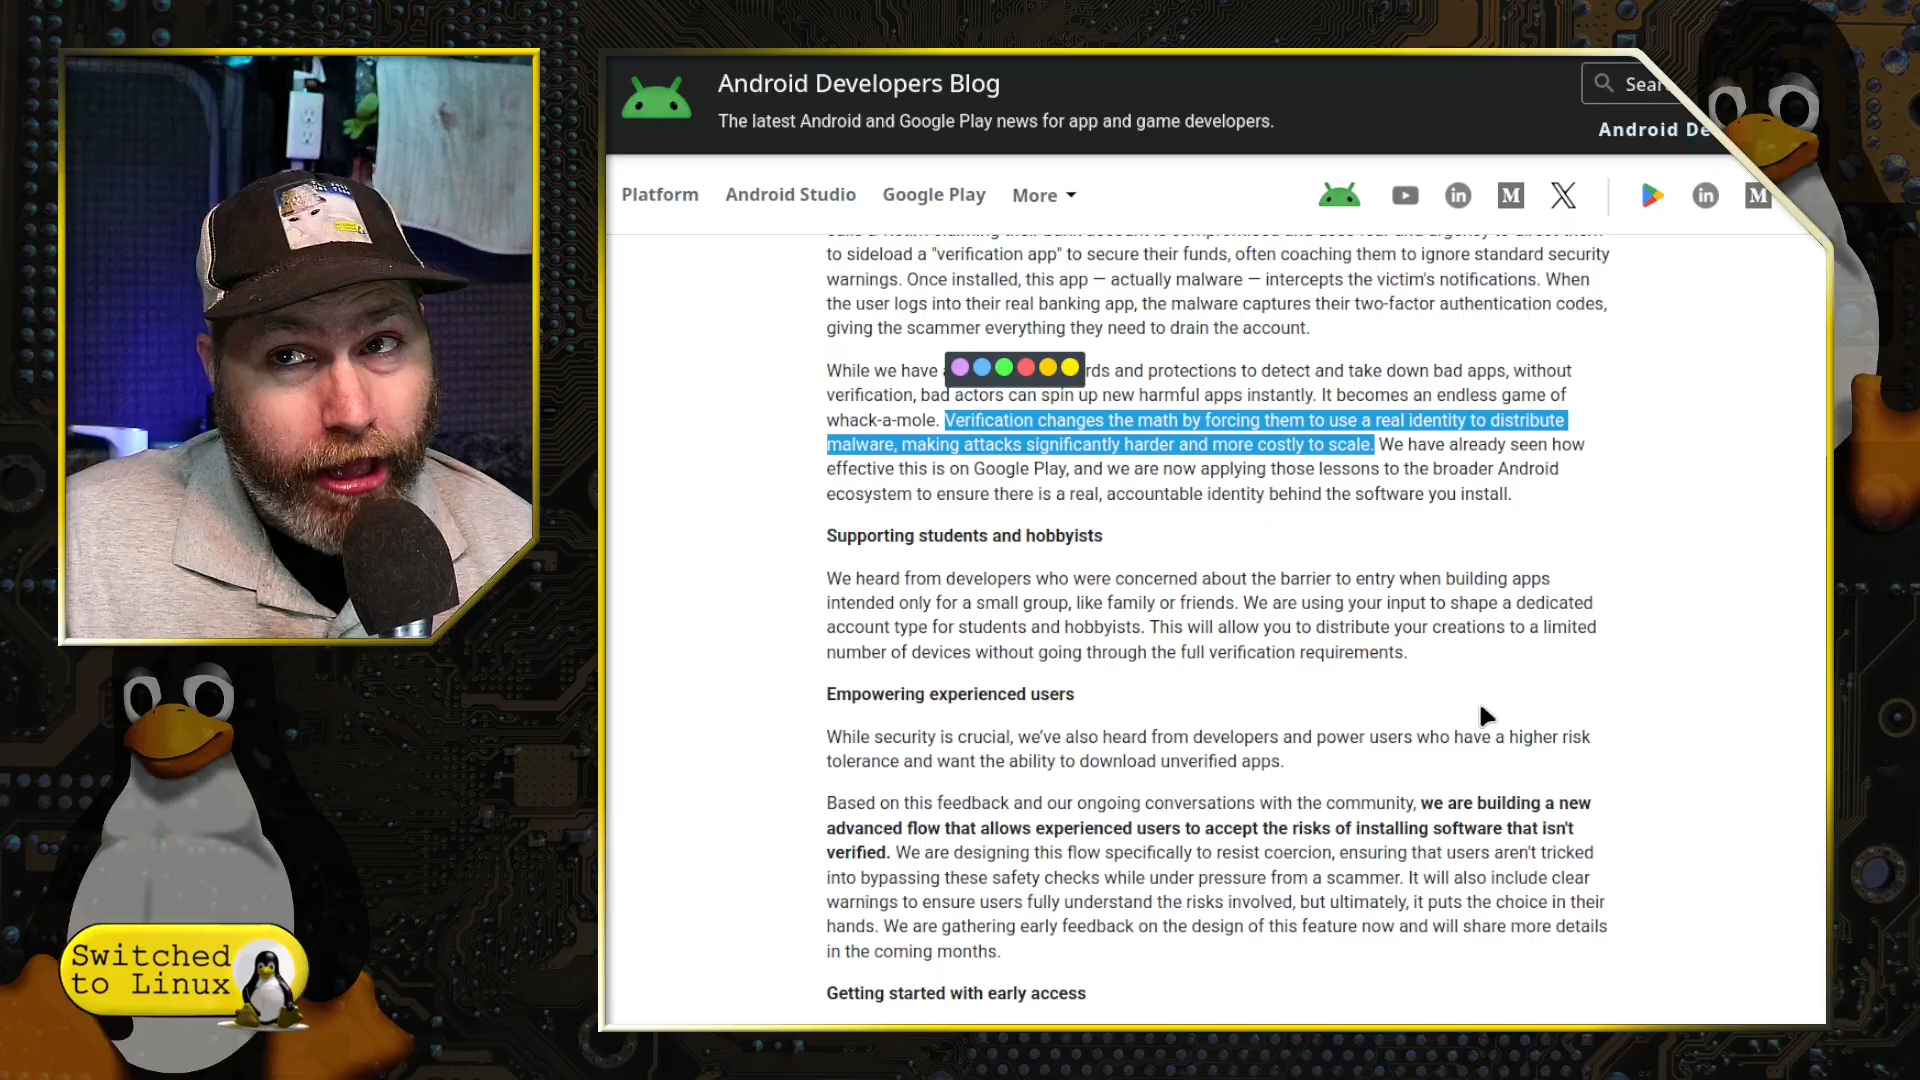 Android Developers Blog
The latest Android and Google Play news for app and game developers.
Sear
Android De
Platform
Android Studio
Google Play
More
to sideload a "verification app" to secure their funds, often coaching them to ignore standard security
warnings. Once installed, this app — actually malware — intercepts the victim's notifications. When
the user logs into their real banking app, the malware captures their two-factor authentication codes,
giving the scammer everything they need to drain the account.
While we have rds and protections to detect and take down bad apps, without
verification, bad actors can spin up new harmful apps instantly. It becomes an endless game of
whack-a-mole. Verification changes the math by forcing them to use a real identity to distribute
malware, making attacks significantly harder and more costly to scale. We have already seen how
effective this is on Google Play, and we are now applying those lessons to the broader Android
ecosystem to ensure there is a real, accountable identity behind the software you install.
Supporting students and hobbyists
We heard from developers who were concerned about the barrier to entry when building apps
intended only for a small group, like family or friends. We are using your input to shape a dedicated
account type for students and hobbyists. This will allow you to distribute your creations to a limited
number of devices without going through the full verification requirements.
Empowering experienced users
While security is crucial, we've also heard from developers and power users who have a higher risk
tolerance and want the ability to download unverified apps.
Based on this feedback and our ongoing conversations with the community, we are building a new
advanced flow that allows experienced users to accept the risks of installing software that isn't
verified. We are designing this flow specifically to resist coercion, ensuring that users aren't tricked
into bypassing these safety checks while under pressure from a scammer. It will also include clear
warnings to ensure users fully understand the risks involved, but ultimately, it puts the choice in their
hands. We are gathering early feedback on the design of this feature now and will share more details
in the coming months.
Getting started with early access
Switched
to Linux